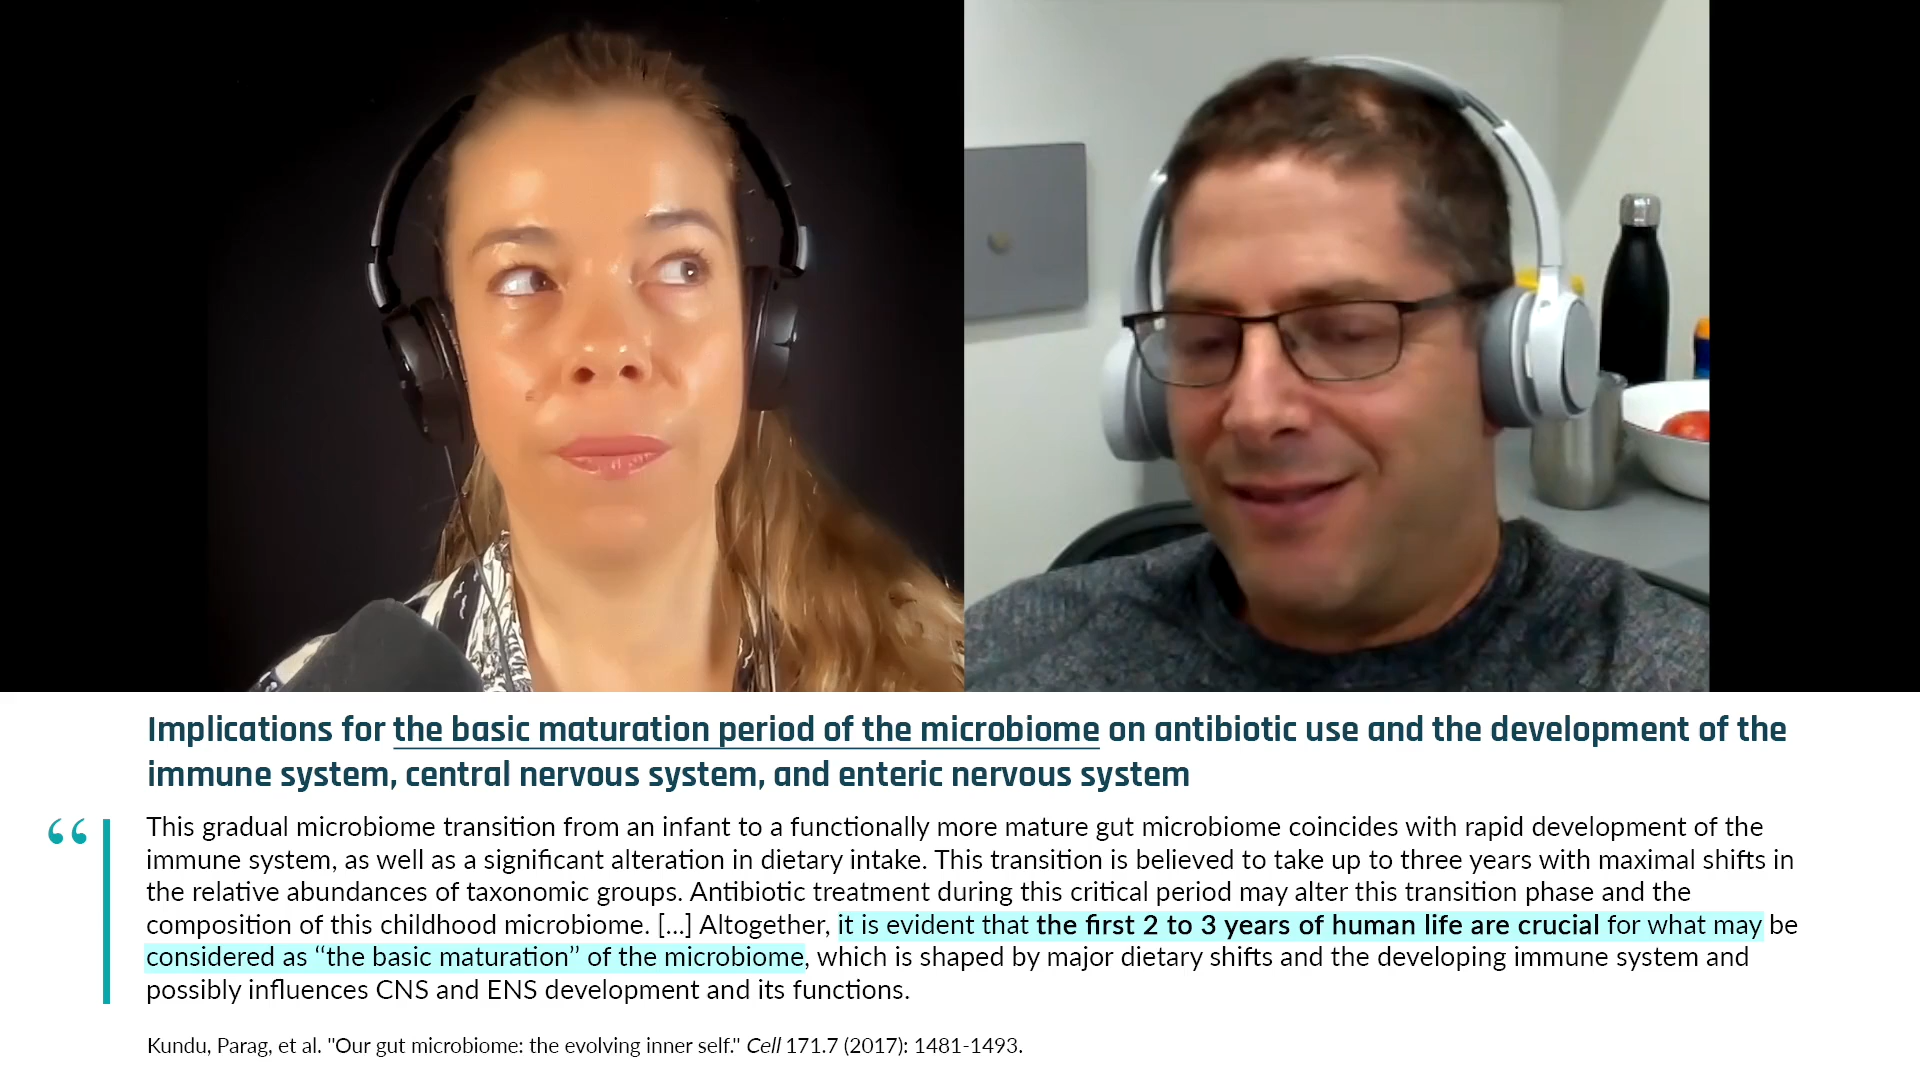 Implications for the basic maturation period of the microbiome on antibiotic use and the development of the
immune system, central nervous system, and enteric nervous system
“
This gradual microbiome transition from an infant to a functionally more mature gut microbiome coincides with rapid development of the
immune system, as well as a significant alteration in dietary intake. This transition is believed to take up to three years with maximal shifts in
the relative abundances of taxonomic groups. Antibiotic treatment during this critical period may alter this transition phase and the
composition of this childhood microbiome. [...] Altogether, it is evident that the first 2 to 3 years of human life are crucial for what may be
considered as “the basic maturation” of the microbiome, which is shaped by major dietary shifts and the developing immune system and
possibly influences CNS and ENS development and its functions.
Kundu, Parag, et al. "Our gut microbiome: the evolving inner self." Cell 171.7 (2017): 1481-1493.